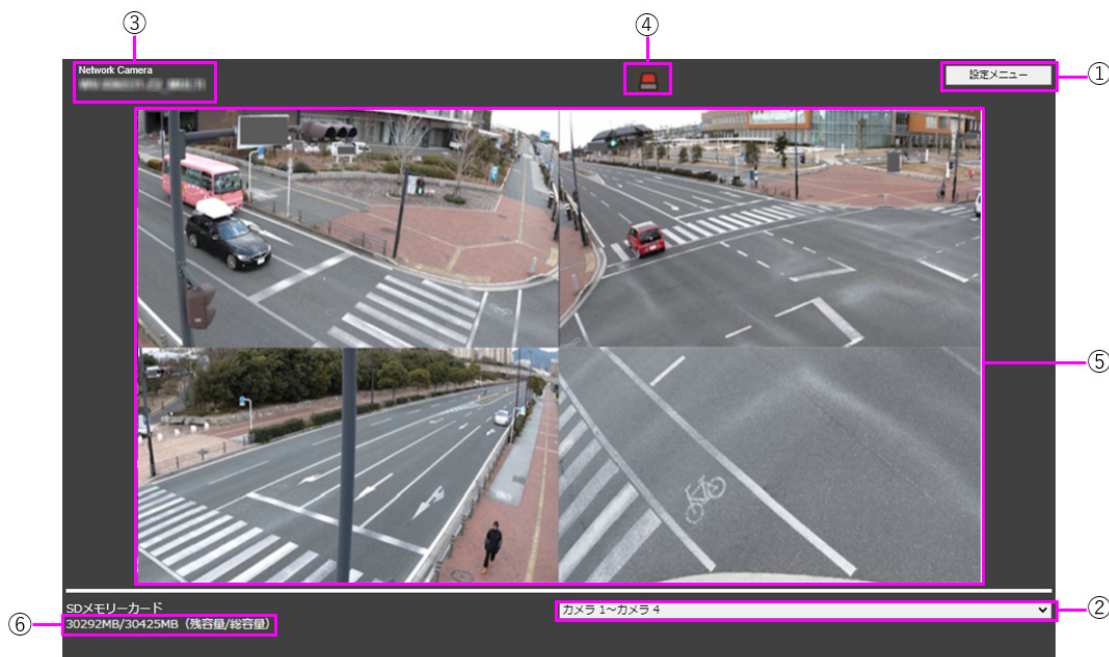 ③
④
Network Camera
設定メニュー
①
⑤
SDメモリーカード
カメラ 1～カメラ 4
②
⑥
30292MB/30425MB（残容量/総容量）